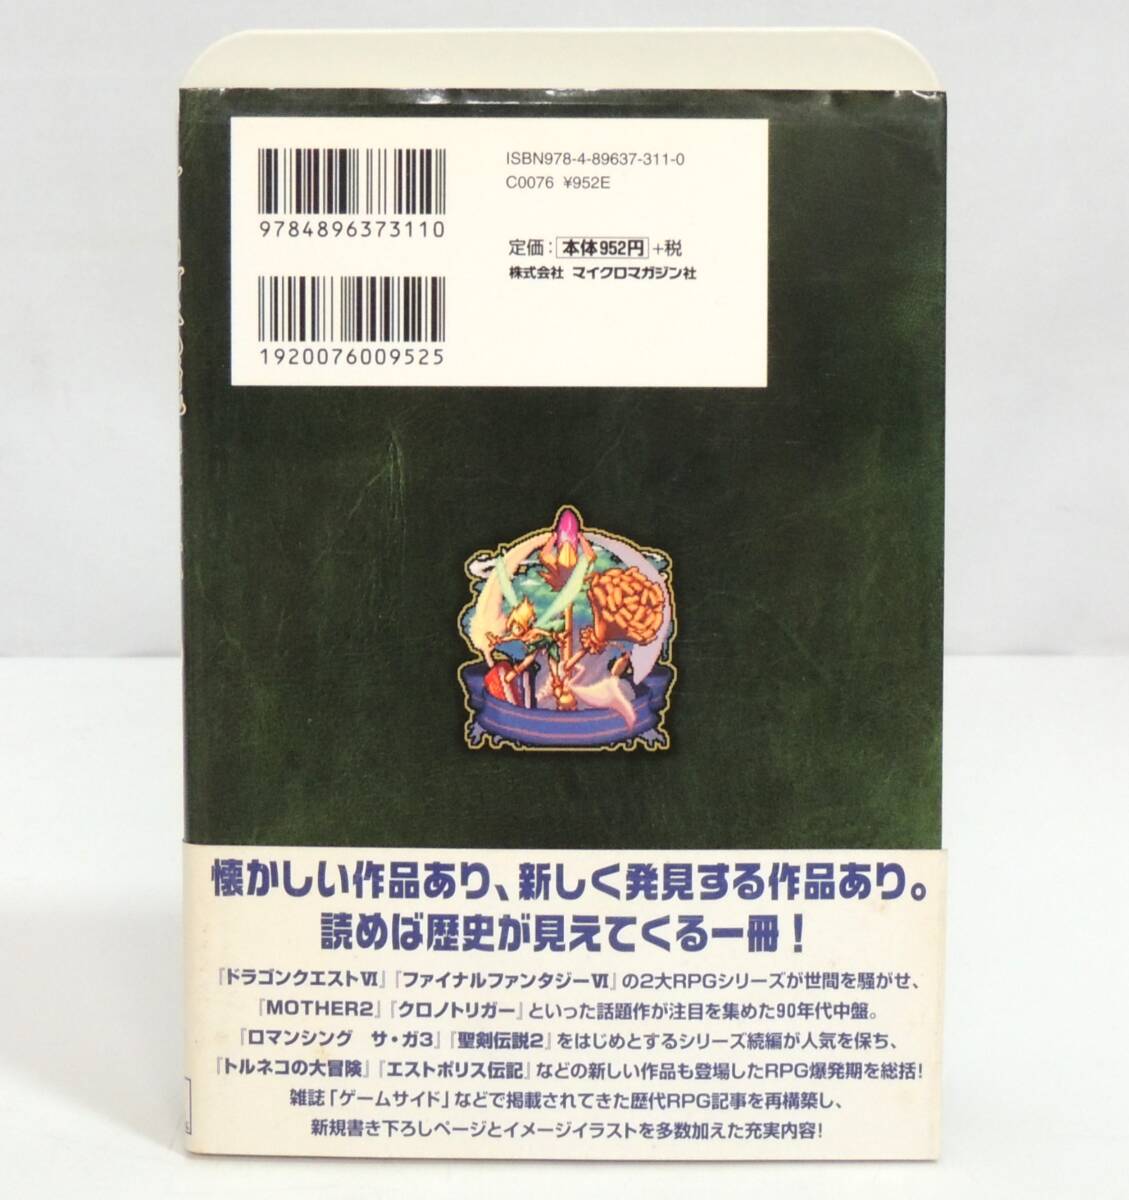 ISBN978-4-89637-311-0
C0076 ¥952E
9784896373110
定価：本体952円+税
株式会社 マイクロマガジン社
1920076009525
懐かしい作品あり、新しく発見する作品あり。
読めば歴史が見えてくる一冊！
『ドラゴンクエストⅥ』『ファイナルファンタジーⅥ』の2大RPGシリーズが世間を騒がせ、
『MOTHER2』『クロノトリガー』といった話題作が注目を集めた90年代中盤。
『ロマンシング サ・ガ3』『聖剣伝説2』をはじめとするシリーズ続編が人気を保ち、
『トルネコの大冒険』『エストポリス伝記』などの新しい作品も登場したRPG爆発期を総括！
雑誌「ゲームサイド」などで掲載されてきた歴代RPG記事を再構築し、
新規書き下ろしページとイメージイラストを多数加えた充実内容！